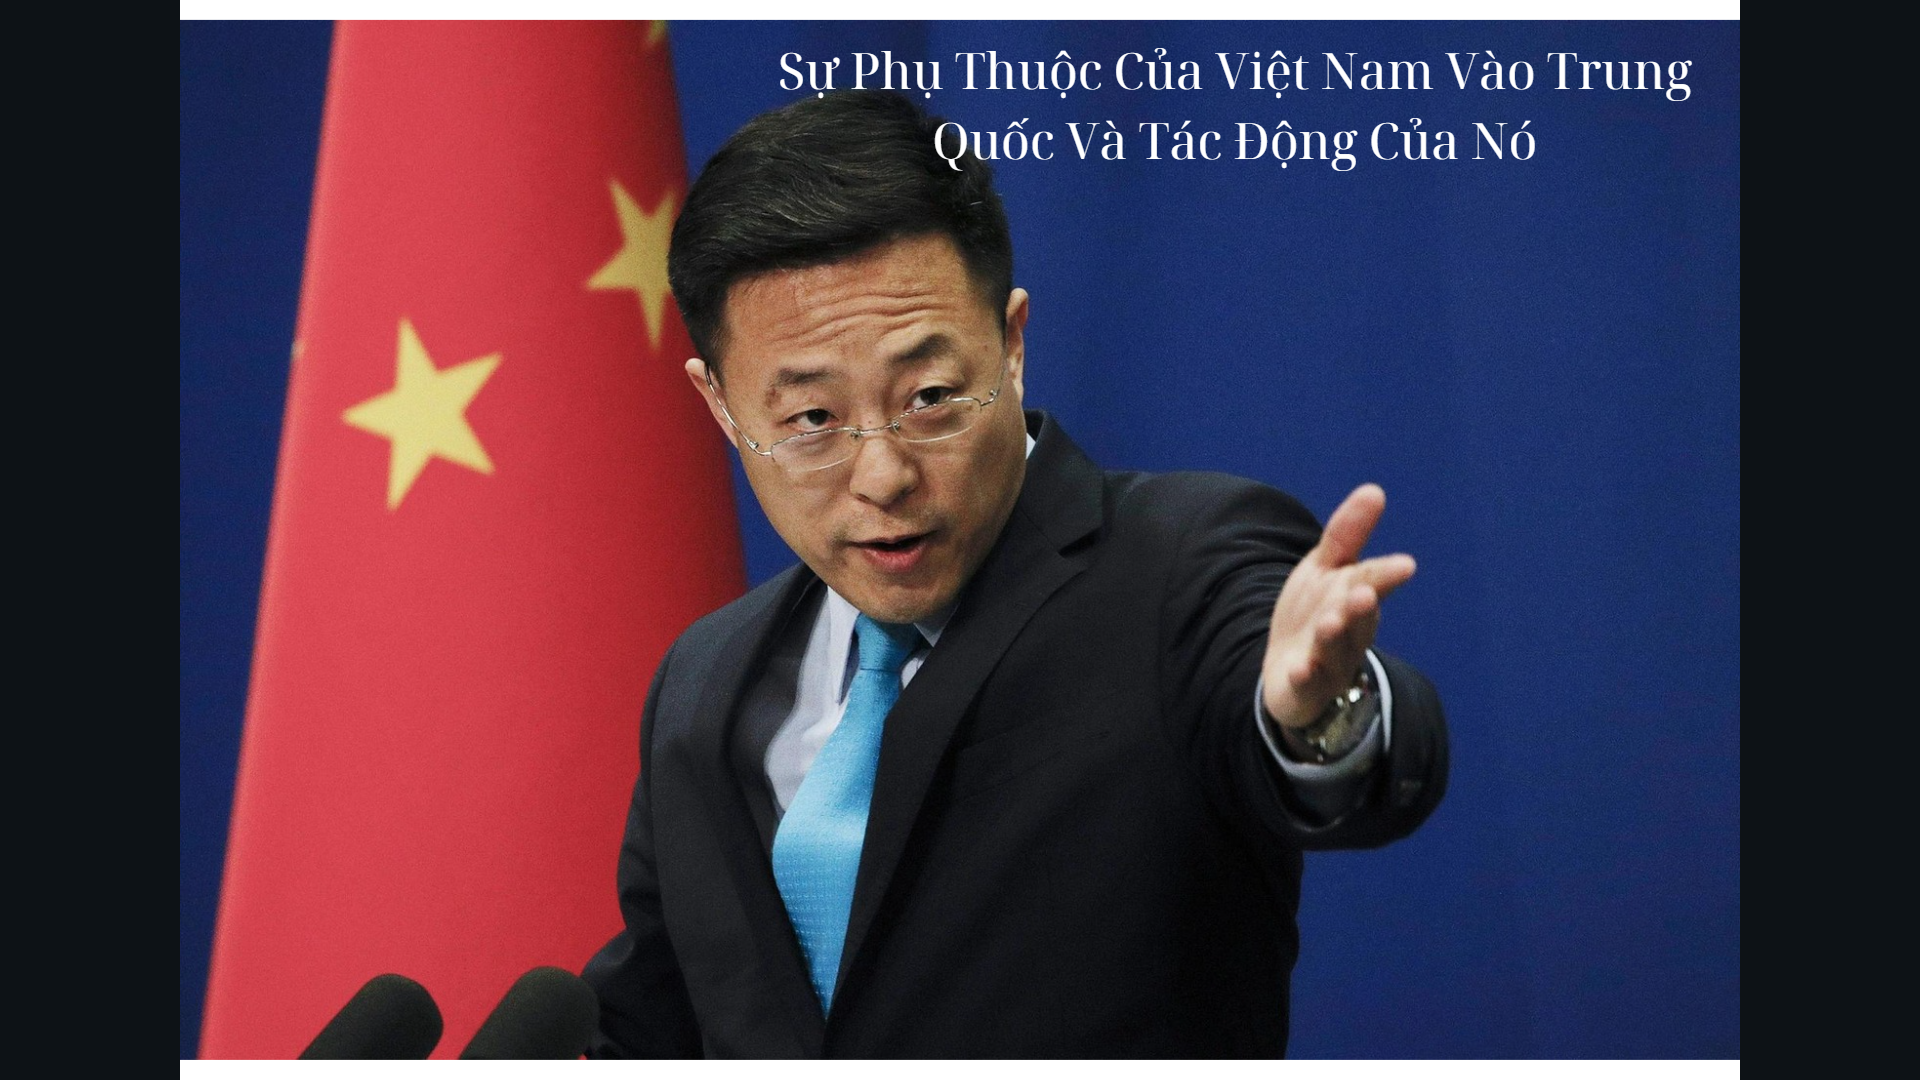 Sự Phụ Thuộc Của Việt Nam Vào Trung
Quốc Và Tác Động Của Nó